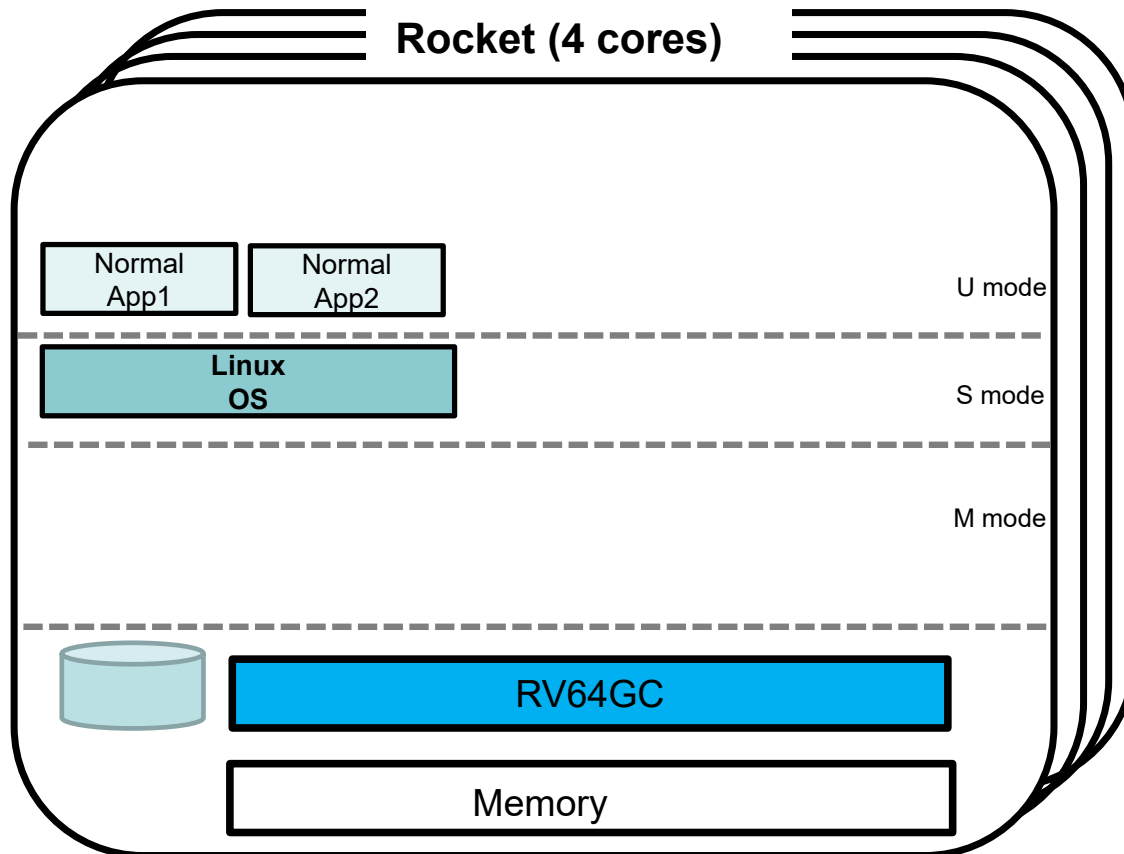 Rocket (4 cores)
Normal
App1
Normal
App2
U mode
Linux
OS
S mode
M mode
RV64GC
Memory